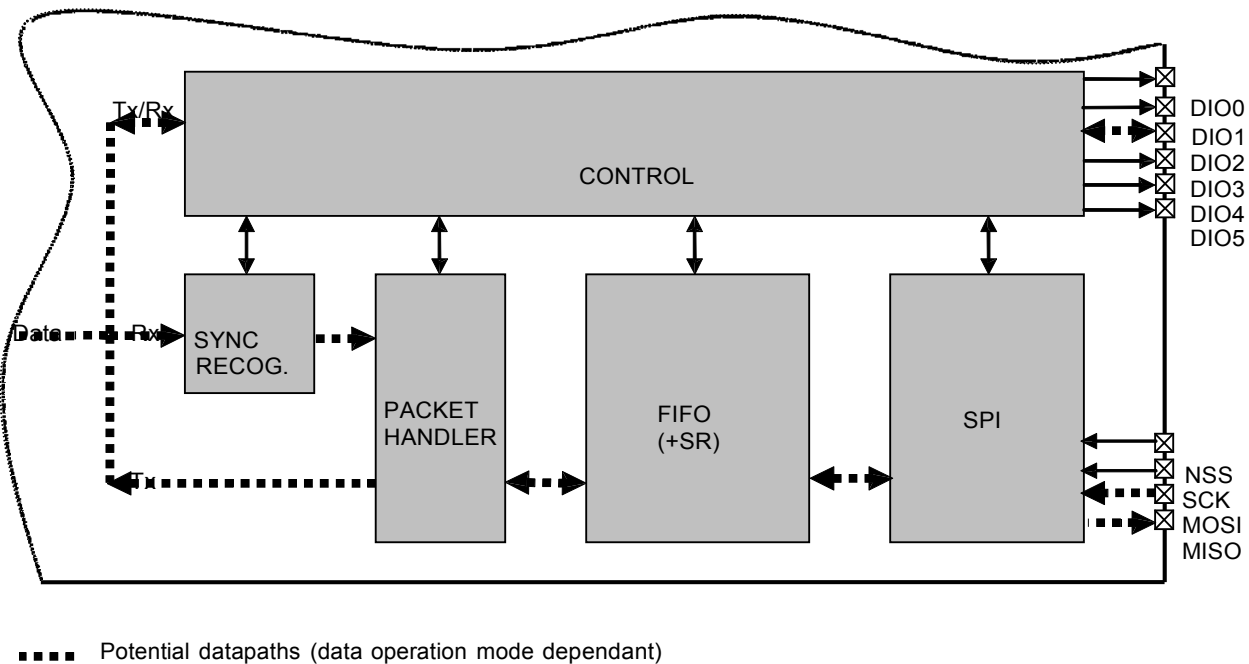 Tx/Rx
DIO0
DIO1
DIO2
DIO3
DIO4
DIO5
CONTROL
Data
Rx
SYNC
RECOG.
PACKET
HANDLER
FIFO
(+SR)
SPI
Tx
NSS
SCK
MOSI
MISO
Potential datapaths (data operation mode dependant)